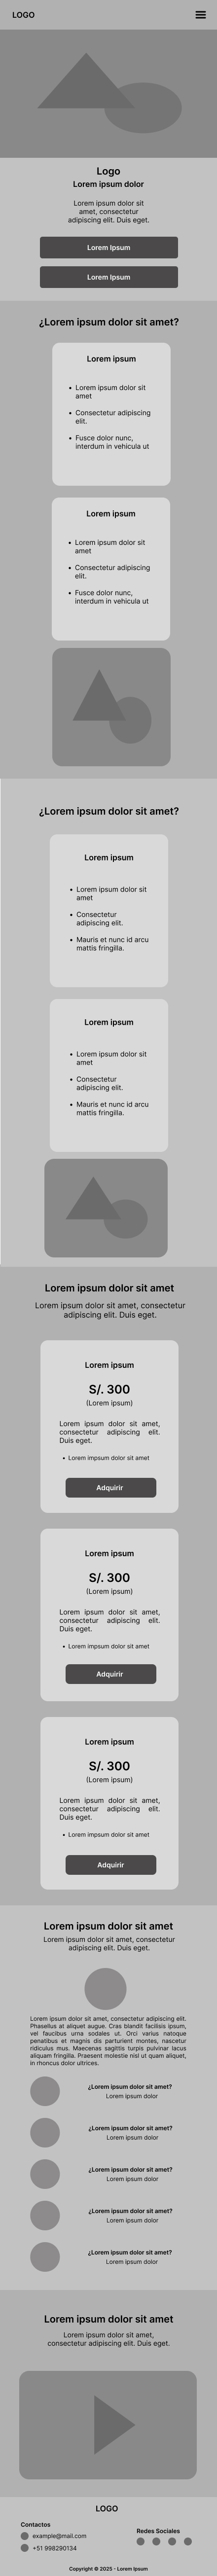 LOGO
Logo
Lorem ipsum dolor
Lorem ipsum dolor sit
amet, consectetur
adipiscing elit. Duis eget.
Lorem Ipsum
Lorem Ipsum
¿Lorem ipsum dolor sit amet?
Lorem ipsum
• Lorem ipsum dolor sit
amet
• Consectetur adipiscing
elit.
• Fusce dolor nunc,
interdum in vehicula ut
Lorem ipsum
• Lorem ipsum dolor sit
amet
• Consectetur adipiscing
elit.
• Fusce dolor nunc,
interdum in vehicula ut
¿Lorem ipsum dolor sit amet?
Lorem ipsum
• Lorem ipsum dolor sit
amet
• Consectetur
adipiscing elit.
• Mauris et nunc id arcu
mattis fringilla.
Lorem ipsum
• Lorem ipsum dolor sit
amet
• Consectetur
adipiscing elit.
• Mauris et nunc id arcu
mattis fringilla.
Lorem ipsum dolor sit amet
Lorem ipsum dolor sit amet, consectetur
adipiscing elit. Duis eget.
Lorem ipsum
S/. 300
(Lorem ipsum)
Lorem ipsum dolor sit amet,
consectetur adipiscing elit.
Duis eget.
• Lorem impsum dolor sit amet
Adquirir
Lorem ipsum
S/. 300
(Lorem ipsum)
Lorem ipsum dolor sit amet,
consectetur adipiscing elit.
Duis eget.
• Lorem impsum dolor sit amet
Adquirir
Lorem ipsum
S/. 300
(Lorem ipsum)
Lorem ipsum dolor sit amet,
consectetur adipiscing elit.
Duis eget.
• Lorem impsum dolor sit amet
Adquirir
Lorem ipsum dolor sit amet
Lorem ipsum dolor sit amet, consectetur
adipiscing elit. Duis eget.
Lorem ipsum dolor sit amet, consectetur adipiscing elit.
Phasellus at aliquet augue. Cras blandit facilisis ipsum,
vel faucibus urna sodales ut. Orci varius natoque
penatibus et magnis dis parturient montes, nascetur
ridiculus mus. Maecenas sagittis turpis pulvinar lacus
aliquam fringilla. Praesent molestie nisl ut quam aliquet,
in rhoncus dolor ultrices.
¿Lorem ipsum dolor sit amet?
Lorem ipsum dolor
¿Lorem ipsum dolor sit amet?
Lorem ipsum dolor
¿Lorem ipsum dolor sit amet?
Lorem ipsum dolor
¿Lorem ipsum dolor sit amet?
Lorem ipsum dolor
¿Lorem ipsum dolor sit amet?
Lorem ipsum dolor
Lorem ipsum dolor sit amet
Lorem ipsum dolor sit amet,
consectetur adipiscing elit. Duis eget.
LOGO
Contactos
example@mail.com
+51 998290134
Redes Sociales
Copyright © 2025 - Lorem Ipsum